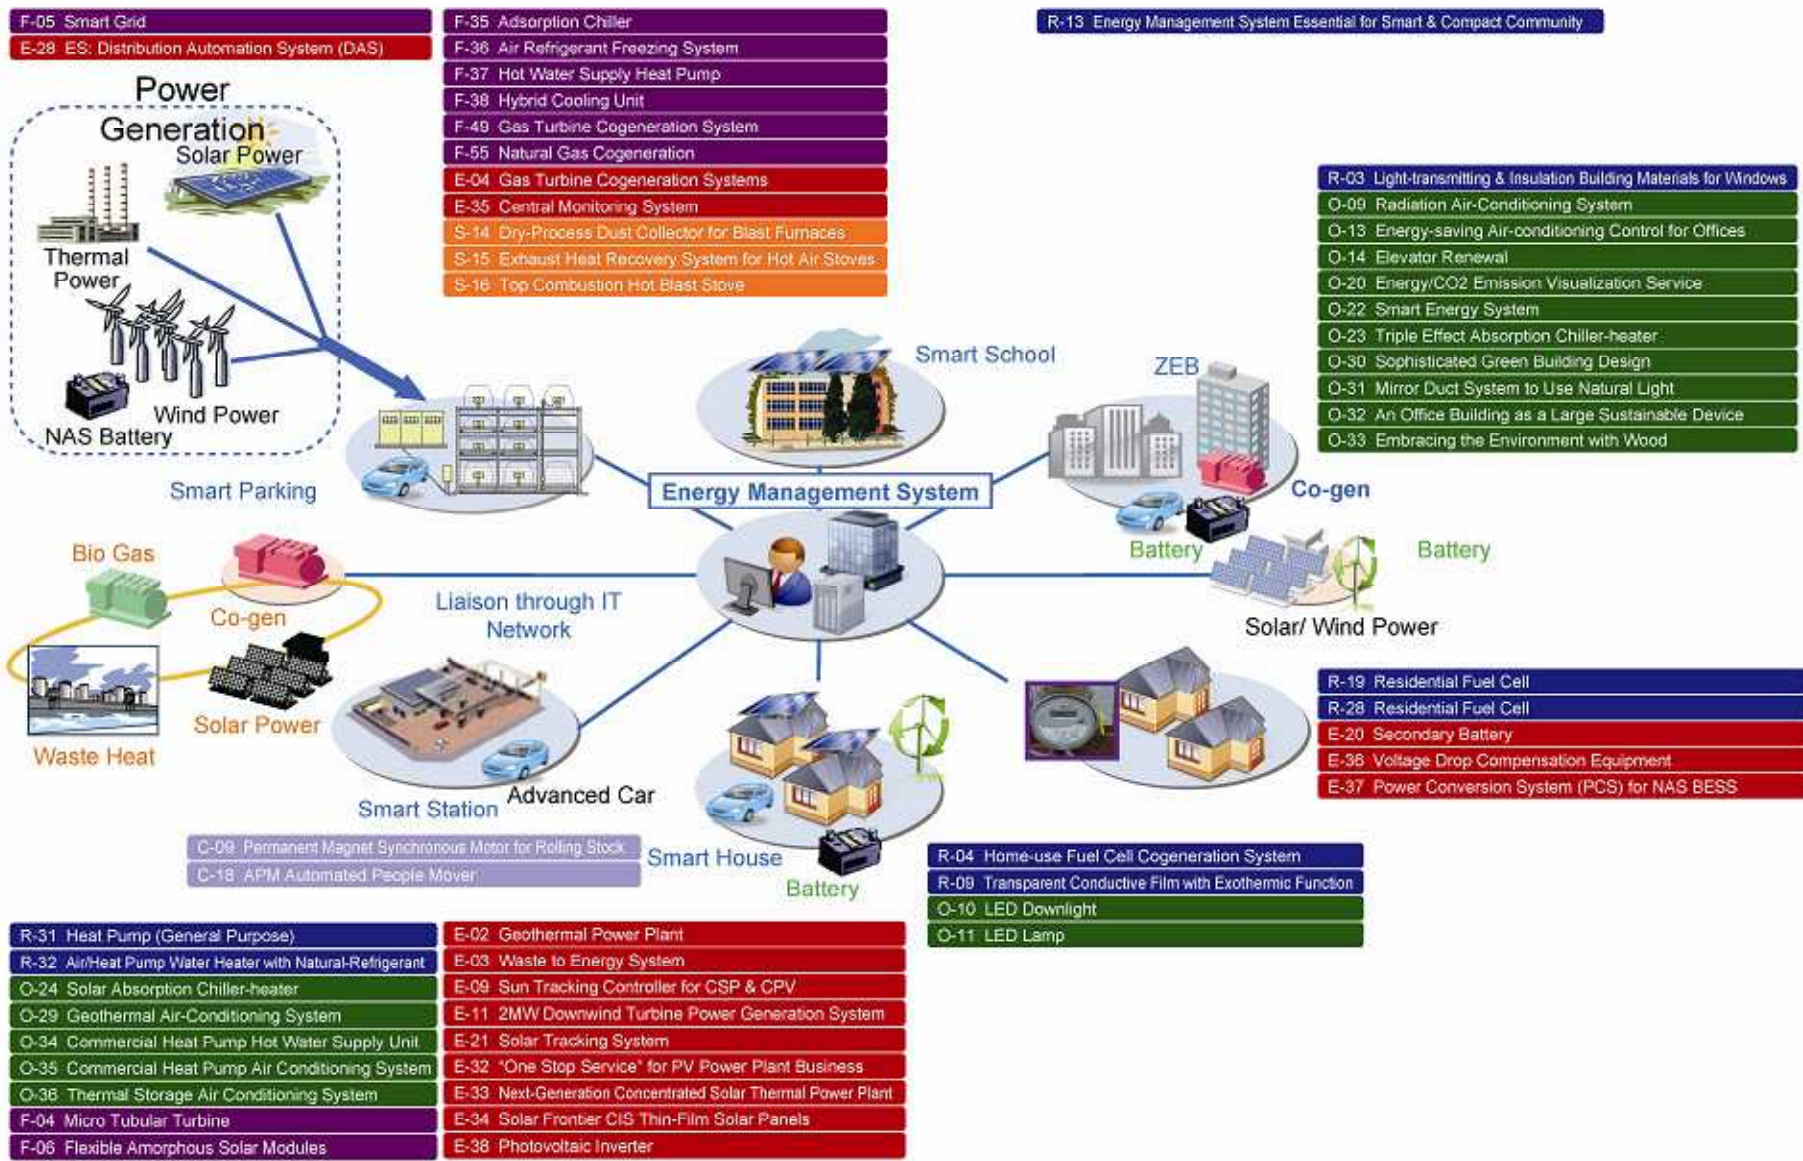 F-05 Smart Grid
E-28 ES: Distribution Automation System (DAS)
F-35 Adsorption Chiller
F-36 Air Refrigerant Freezing System
F-37 Hot Water Supply Heat Pump
F-38 Hybrid Cooling Unit
F-49 Gas Turbine Cogeneration System
F-55 Natural Gas Cogeneration
E-04 Gas Turbine Cogeneration Systems
E-35 Central Monitoring System
S-14 Dry-Process Dust Collector for Blast Furnaces
S-15 Exhaust Heat Recovery System for Hot Air Stoves
S-16 Top Combustion Hot Blast Stove
R-13 Energy Management System Essential for Smart & Compact Community
Power
Generation
Solar Power
Thermal
Power
Wind Power
NAS Battery
R-03 Light-transmitting & Insulation Building Materials for Windows
O-09 Radiation Air-Conditioning System
O-13 Energy-saving Air-conditioning Control for Offices
O-14 Elevator Renewal
O-20 Energy/CO2 Emission Visualization Service
O-22 Smart Energy System
O-23 Triple Effect Absorption Chiller-heater
O-30 Sophisticated Green Building Design
O-31 Mirror Duct System to Use Natural Light
O-32 An Office Building as a Large Sustainable Device
O-33 Embracing the Environment with Wood
Smart School
ZEB
Smart Parking
Energy Management System
Co-gen
Battery
Battery
Bio Gas
Co-gen
Liaison through IT
Network
Solar/ Wind Power
Solar Power
Waste Heat
Smart Station
Advanced Car
R-19 Residential Fuel Cell
R-28 Residential Fuel Cell
E-20 Secondary Battery
E-36 Voltage Drop Compensation Equipment
E-37 Power Conversion System (PCS) for NAS BESS
C-09 Permanent Magnet Synchronous Motor for Rolling Stock
C-18 APM Automated People Mover
Smart House
Battery
R-04 Home-use Fuel Cell Cogeneration System
R-09 Transparent Conductive Film with Exothermic Function
O-10 LED Downlight
O-11 LED Lamp
R-31 Heat Pump (General Purpose)
R-32 Air/Heat Pump Water Heater with Natural-Refrigerant
O-24 Solar Absorption Chiller-heater
O-29 Geothermal Air-Conditioning System
O-34 Commercial Heat Pump Hot Water Supply Unit
O-35 Commercial Heat Pump Air Conditioning System
O-36 Thermal Storage Air Conditioning System
F-04 Micro Tubular Turbine
F-06 Flexible Amorphous Solar Modules
E-02 Geothermal Power Plant
E-03 Waste to Energy System
E-09 Sun Tracking Controller for CSP & CPV
E-11 2MW Downwind Turbine Power Generation System
E-21 Solar Tracking System
E-32 "One Stop Service" for PV Power Plant Business
E-33 Next-Generation Concentrated Solar Thermal Power Plant
E-34 Solar Frontier CIS Thin-Film Solar Panels
E-38 Photovoltaic Inverter